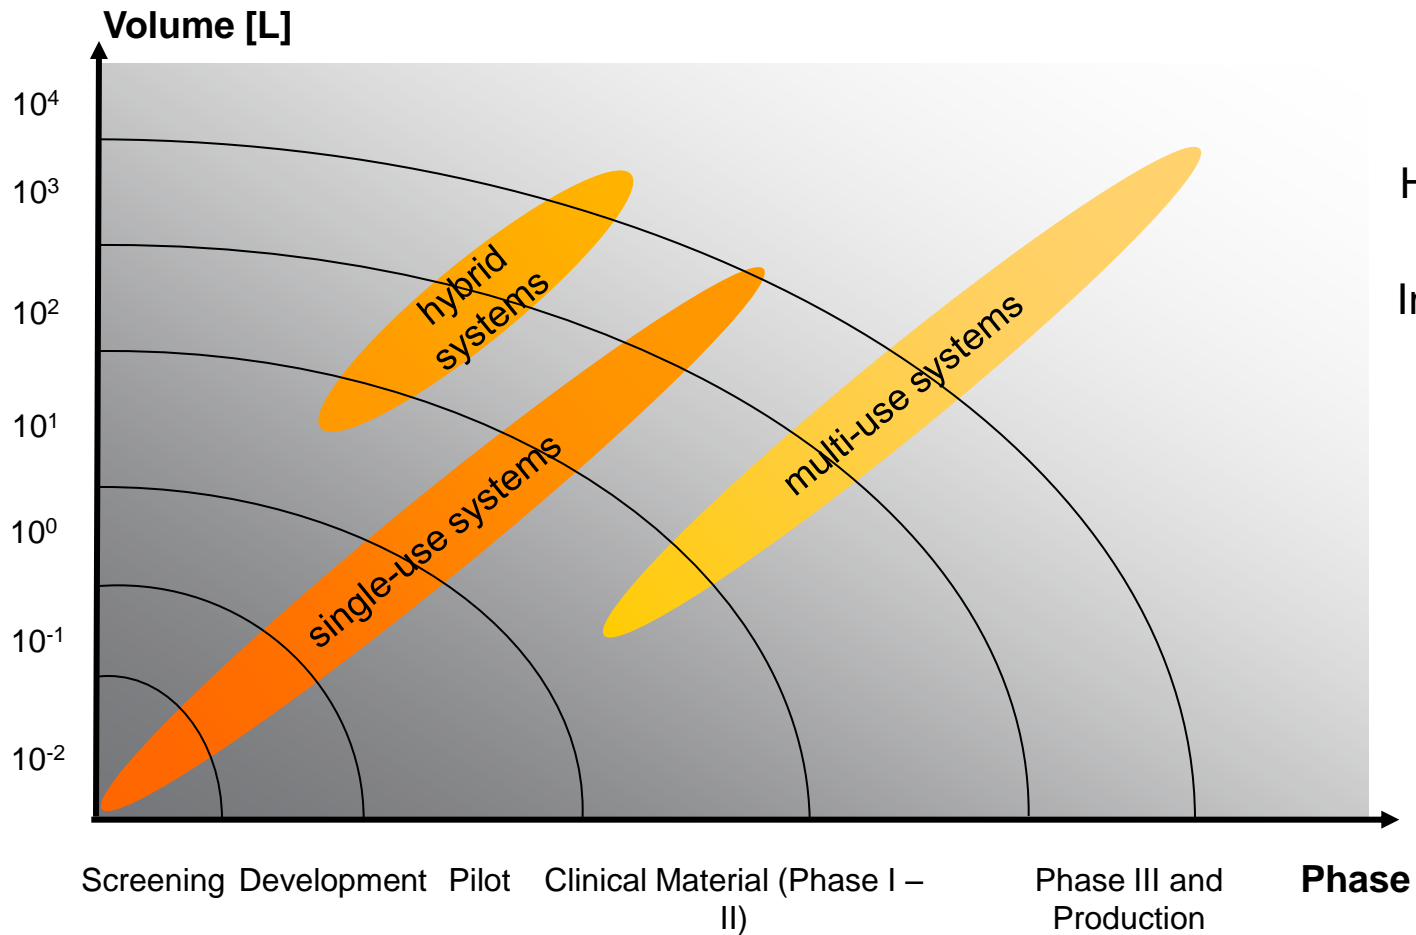 Volume [L]
10⁴
10³
10²
10¹
10⁰
10⁻¹
10⁻²
hybrid
systems
single-use systems
multi-use systems
H
In
Screening Development Pilot Clinical Material (Phase I –
II)
Phase III and
Production
Phase